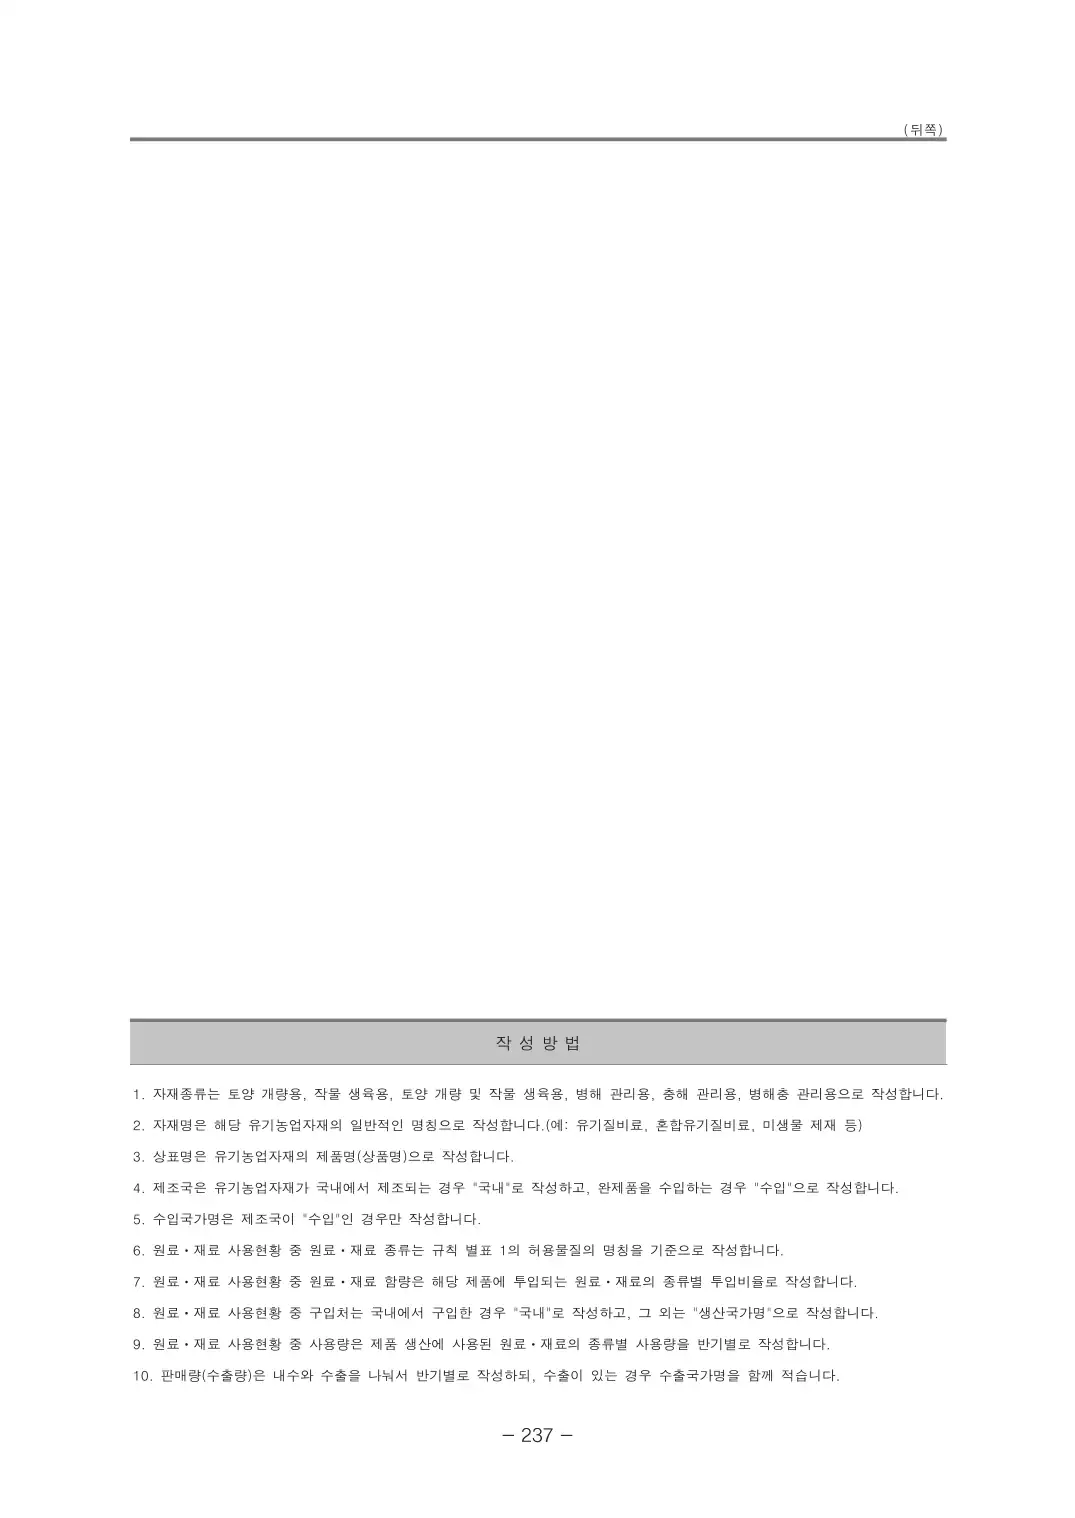 (뒤쪽)
작 성 방 법
1. 자재종류는 토양 개량용, 작물 생육용, 토양 개량 및 작물 생육용, 병해 관리용, 충해 관리용, 병해충 관리용으로 작성합니다.
2. 자재명은 해당 유기농업자재의 일반적인 명칭으로 작성합니다.(예: 유기질비료, 혼합유기질비료, 미생물 제재 등)
3. 상표명은 유기농업자재의 제품명(상품명)으로 작성합니다.
4. 제조국은 유기농업자재가 국내에서 제조되는 경우 "국내"로 작성하고, 완제품을 수입하는 경우 "수입"으로 작성합니다.
5. 수입국가명은 제조국이 "수입"인 경우만 작성합니다.
6. 원료•재료 사용현황 중 원료•재료 종류는 규칙 별표 1의 허용물질의 명칭을 기준으로 작성합니다.
7. 원료•재료 사용현황 중 원료•재료 함량은 해당 제품에 투입되는 원료•재료의 종류별 투입비율로 작성합니다.
8. 원료•재료 사용현황 중 구입처는 국내에서 구입한 경우 "국내"로 작성하고, 그 외는 "생산국가명"으로 작성합니다.
9. 원료•재료 사용현황 중 사용량은 제품 생산에 사용된 원료•재료의 종류별 사용량을 반기별로 작성합니다.
10. 판매량(수출량)은 내수와 수출을 나눠서 반기별로 작성하되, 수출이 있는 경우 수출국가명을 함께 적습니다.
- 237 -